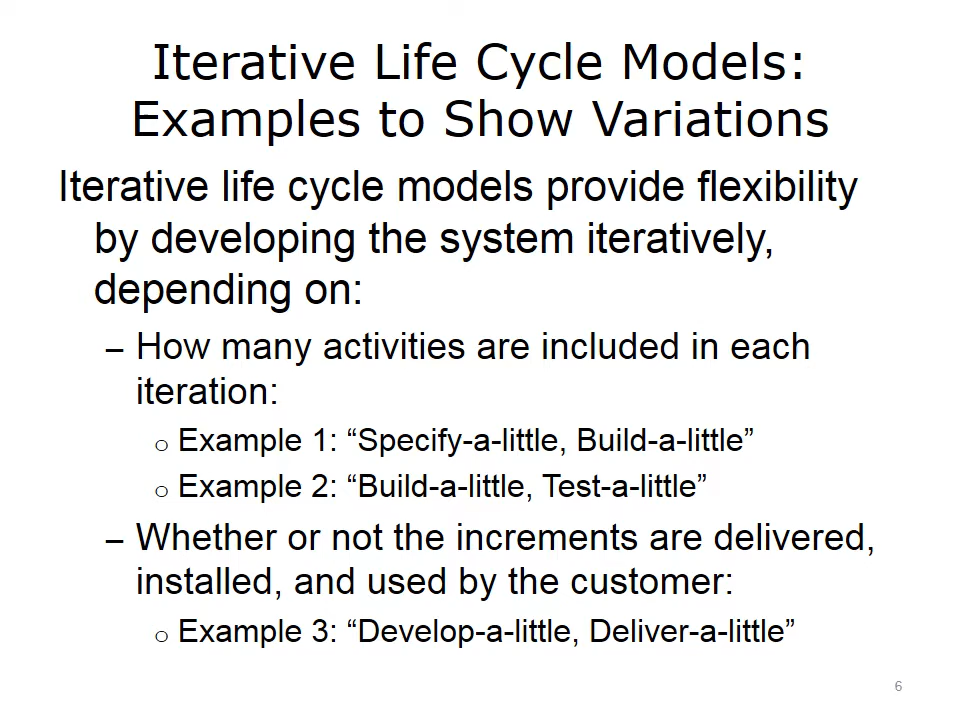 Iterative Life Cycle Models:
Examples to Show Variations
Iterative life cycle models provide flexibility
by developing the system iteratively,
depending on:
– How many activities are included in each
iteration:
o Example 1: “Specify-a-little, Build-a-little”
o Example 2: “Build-a-little, Test-a-little”
– Whether or not the increments are delivered,
installed, and used by the customer:
o Example 3: “Develop-a-little, Deliver-a-little”
6